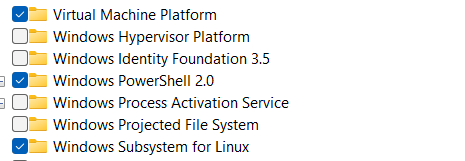 Virtual Machine Platform
Windows Hypervisor Platform
Windows Identity Foundation 3.5
Windows PowerShell 2.0
Windows Process Activation Service
Windows Projected File System
Windows Subsystem for Linux